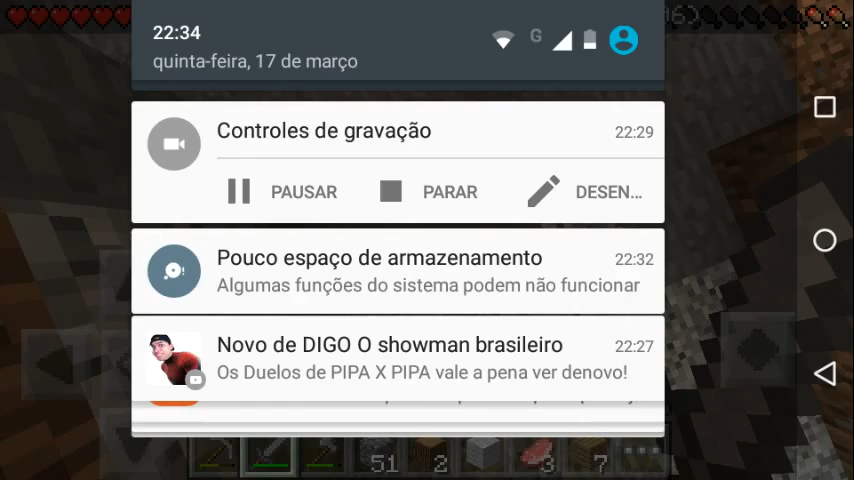 22:34
quinta-feira, 17 de março
G
Controles de gravação 22:29
PAUSAR PARAR DESEN...
Pouco espaço de armazenamento 22:32
Algumas funções do sistema podem não funcionar
Novo de DIGO O showman brasileiro 22:27
Os Duelos de PIPA X PIPA vale a pena ver denovo!
51 2 3 7